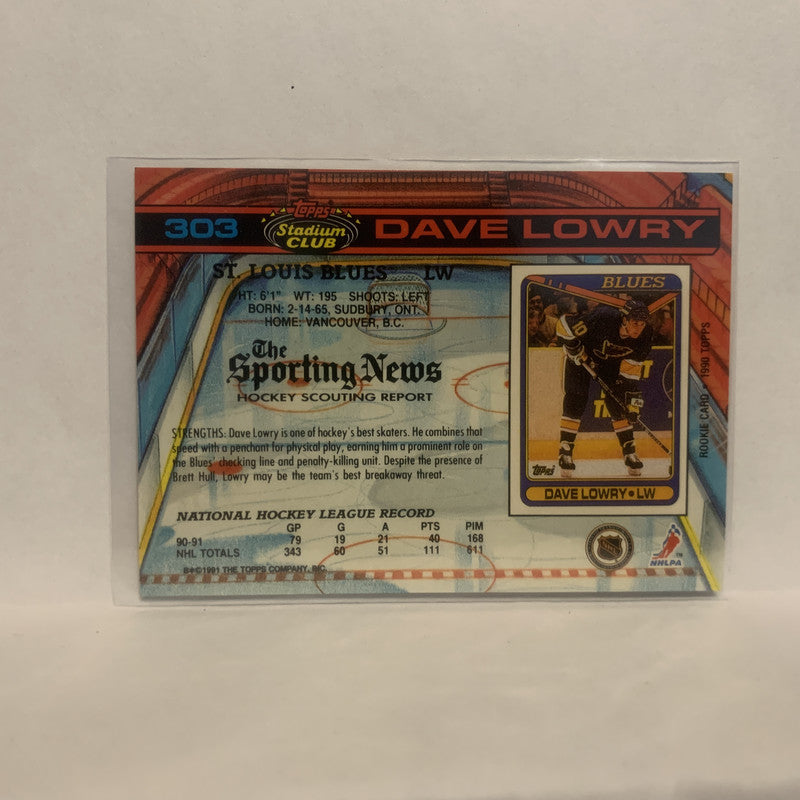 303 Topps Stadium CLUB DAVE LOWRY
ST. LOUIS BLUES LW
HT: 6'1" WT: 195 SHOOTS: LEFT
BORN: 2-14-65, SUDBURY, ONT.
HOME: VANCOUVER, B.C.
The
Sporting News
HOCKEY SCOUTING REPORT
STRENGTHS: Dave Lowry is one of hockey's best skaters. He combines that
speed with a penchant for physical play, earning him a prominent role on
the Blues' checking line and penalty-killing unit. Despite the presence of
Brett Hull, Lowry may be the team's best breakaway threat.
NATIONAL HOCKEY LEAGUE RECORD
GP G A PTS PIM
90-91 79 19 21 40 168
NHL TOTALS 343 60 51 111 611
B*©1991 THE TOPPS COMPANY, INC.
BLUES
10
Topps
DAVE LOWRY • LW
ROOKIE CARD • 1990 TOPPS
NHL
NHLPA
TM